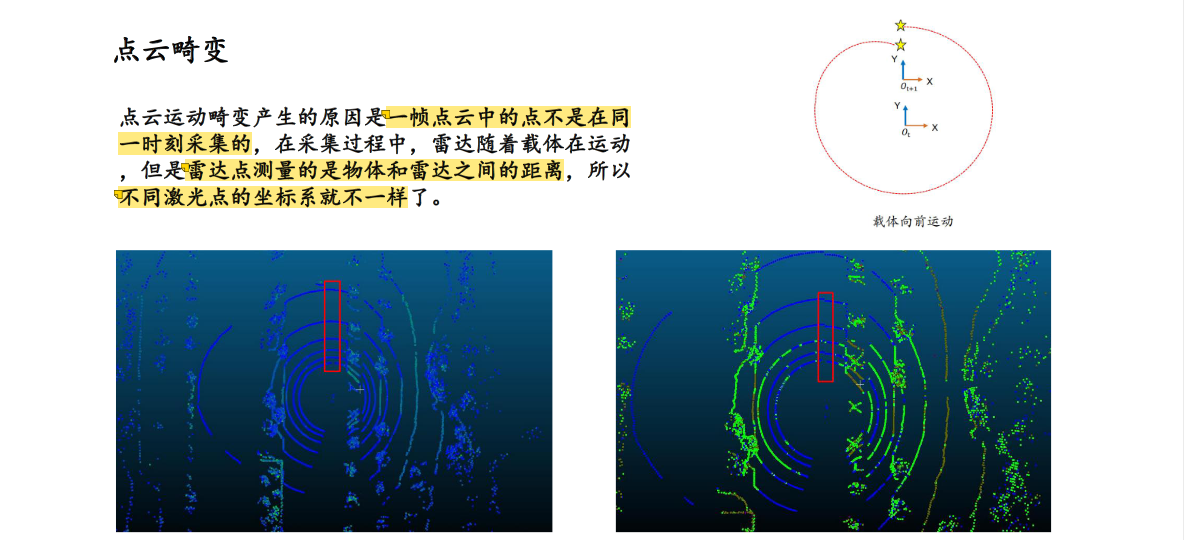 点云畸变
点云运动畸变产生的原因是一帧点云中的点不是在同
一时刻采集的，在采集过程中，雷达随着载体在运动
，但是雷达点测量的是物体和雷达之间的距离，所以
不同激光点的坐标系就不一样了。
Y
X
O_{t+1}
Y
X
O_t
载体向前运动